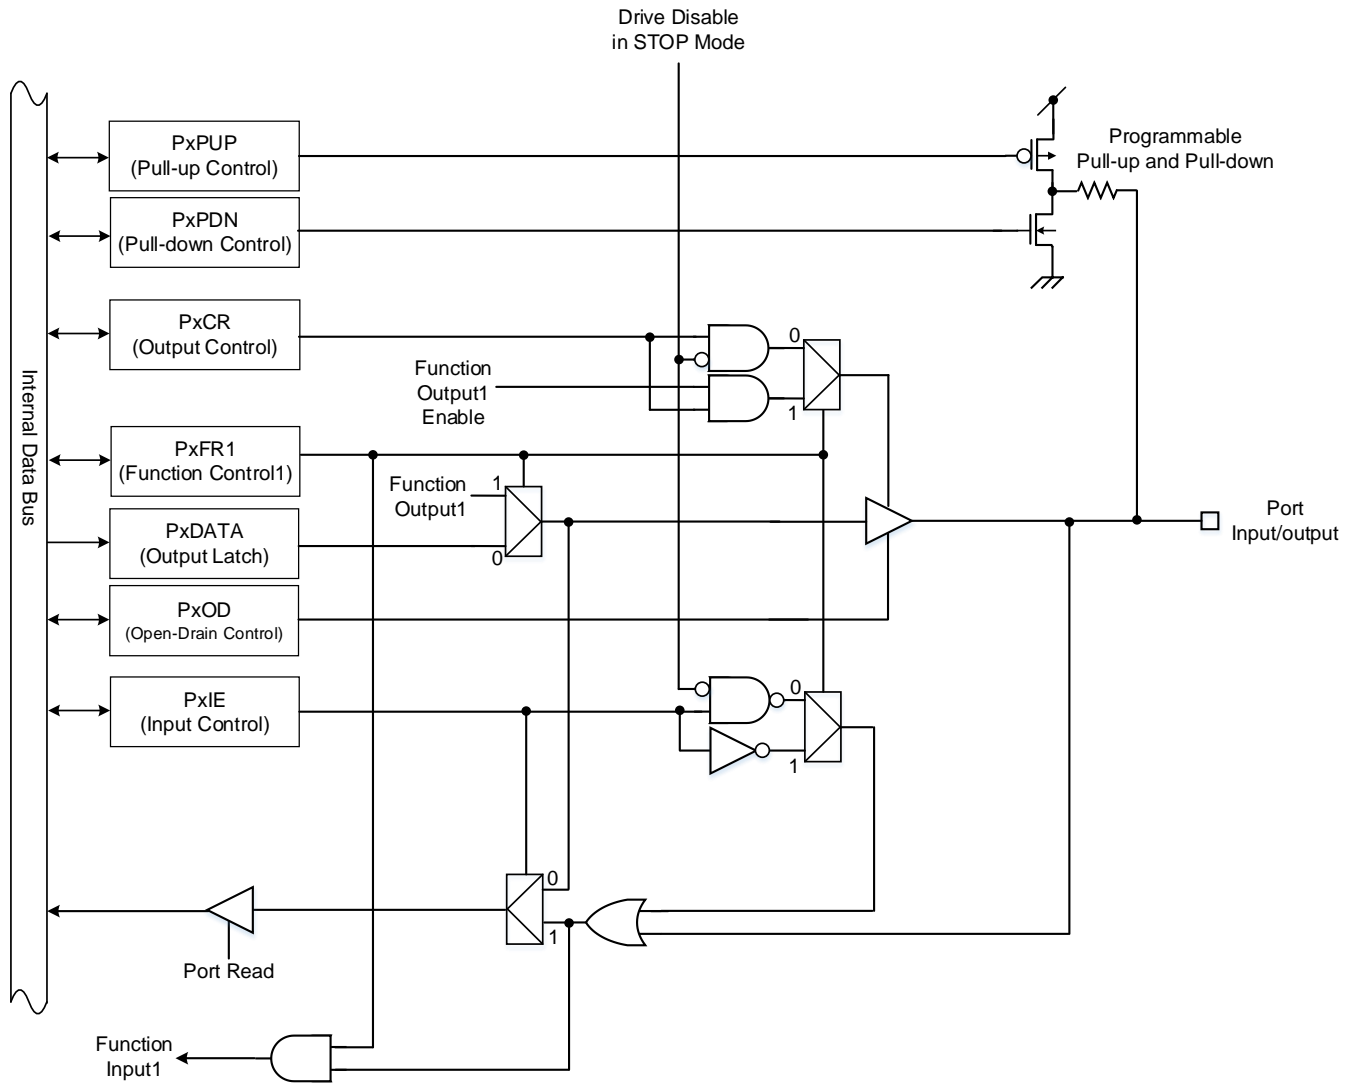 Drive Disable
in STOP Mode
PxPUP
(Pull-up Control)
Programmable
Pull-up and Pull-down
PxPDN
(Pull-down Control)
PxCR
(Output Control)
0
Function
Output1
Enable
1
Internal Data Bus
PxFR1
(Function Control1)
Function
Output1
1
PxDATA
(Output Latch)
0
Port
Input/output
PxOD
(Open-Drain Control)
PxIE
(Input Control)
0
1
0
1
Port Read
Function
Input1